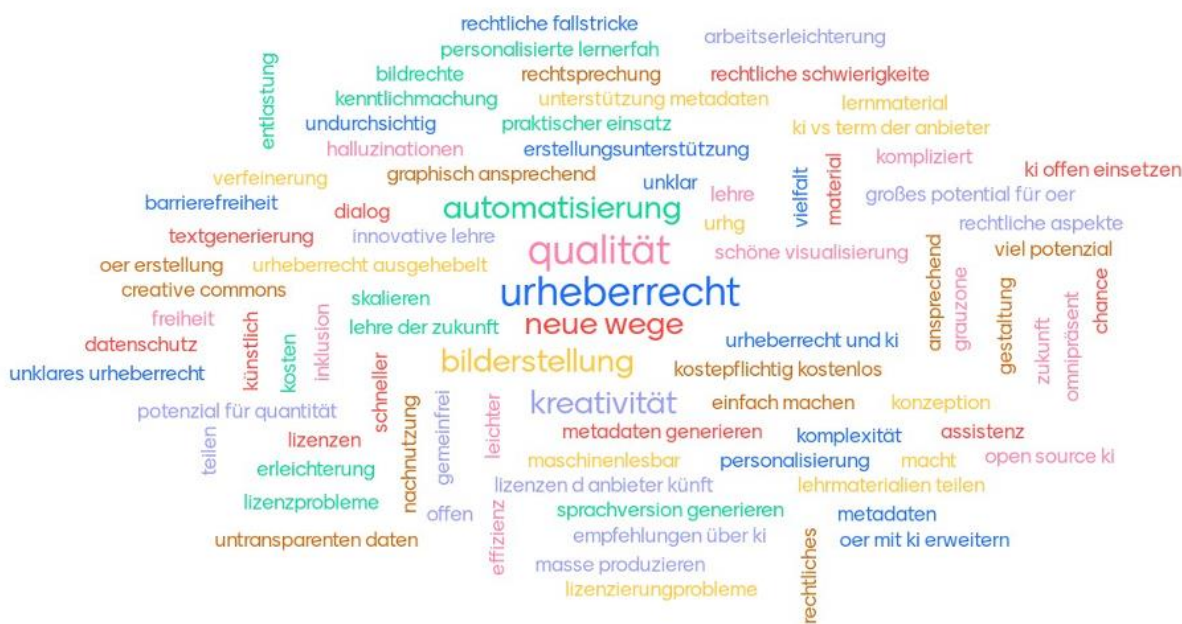 rechtliche fallstricke
arbeitserleichterung
personalisierte lernerfah
entlastung
bildrechte
rechtsprechung
rechtliche schwierigkeite
kenntlichmachung
unterstützung metadaten
lernmaterial
undurchsichtig
praktischer einsatz
ki vs term der anbieter
halluzinationen
erstellungsunterstützung
kompliziert
verfeinerung
graphisch ansprechend
unklar
lehre
vielfalt
material
ki offen einsetzen
großes potential für oer
barrierefreiheit
dialog
automatisierung
urhg
rechtliche aspekte
textgenerierung
innovative lehre
qualität
schöne visualisierung
ansprechend
viel potenzial
oer erstellung
urheberrecht ausgehebelt
creative commons
skalieren
urheberrecht
grauzone
gestaltung
chance
freiheit
künstlich
kosten
inklusion
lehre der zukunft
neue wege
zukunft
omnipräsent
datenschutz
urheberrecht und ki
unklares urheberrecht
schneller
bilderstellung
kostepflichtig kostenlos
potenzial für quantität
nachnutzung
gemeinfrei
leichter
kreativität
einfach machen
konzeption
teilen
lizenzen
metadaten generieren
komplexität
assistenz
erleichterung
maschinenlesbar
personalisierung
macht
open source ki
lizenzprobleme
offen
lizenzen d anbieter künft
lehrmaterialien teilen
effizienz
sprachversion generieren
metadaten
untransparenten daten
empfehlungen über ki
rechtliches
oer mit ki erweitern
masse produzieren
lizenzierungprobleme